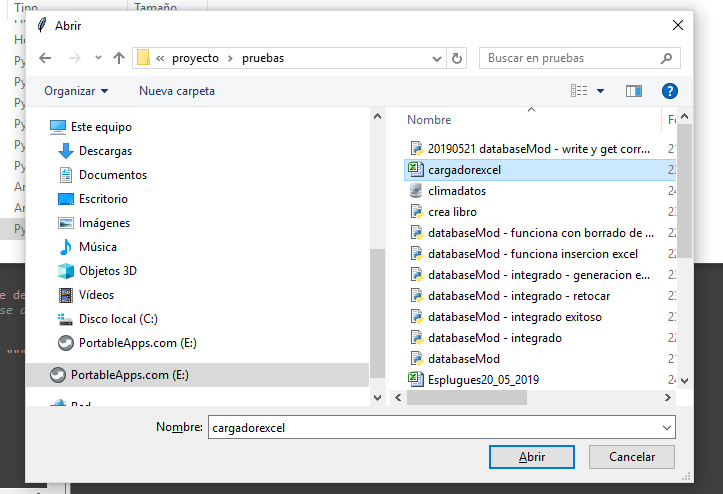 Tipo
Tamaño
Abrir
« proyecto › pruebas
Buscar en pruebas
Organizar
Nueva carpeta
Este equipo
Descargas
Documentos
Escritorio
Imágenes
Música
Objetos 3D
Vídeos
Disco local (C:)
PortableApps.com (E:)
PortableApps.com (E:)
Red
Nombre
20190521 databaseMod - write y get corr...
cargadorexcel
climadatos
crea libro
databaseMod - funciona con borrado de ...
databaseMod - funciona insercion excel
databaseMod - integrado - generacion e...
databaseMod - integrado - retocar
databaseMod - integrado exitoso
databaseMod - integrado
databaseMod
Esplugues20_05_2019
Nombre:
cargadorexcel
Abrir
Cancelar